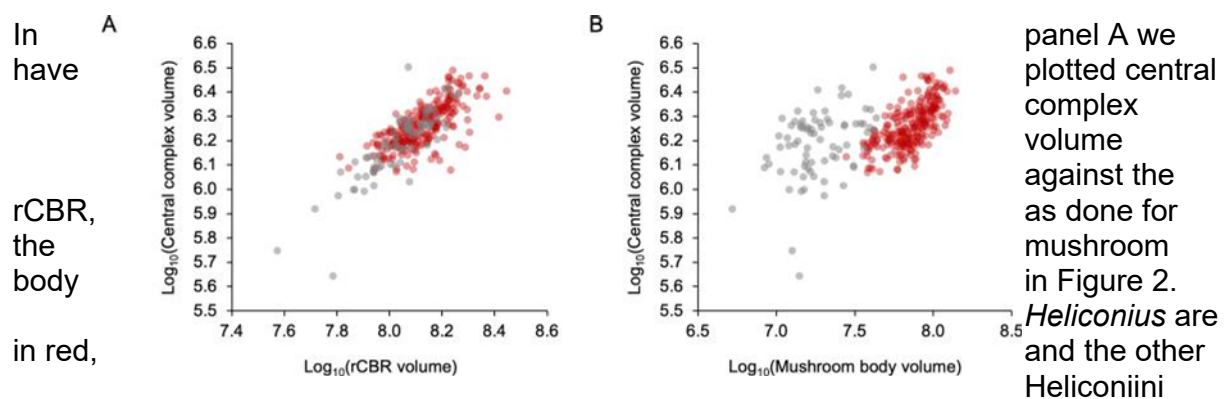 In panel A we
have plotted central
complex
volume
against the
rCBR, as done for
the mushroom
body in Figure 2.
Heliconius are
in red, and the other
Heliconiini
A
Log10(Central complex volume)
6.6
6.5
6.4
6.3
6.2
6.1
6.0
5.9
5.8
5.7
5.6
5.5
7.4 7.6 7.8 8.0 8.2 8.4 8.6
Log10(rCBR volume)
B
Log10(Central complex volume)
6.6
6.5
6.4
6.3
6.2
6.1
6.0
5.9
5.8
5.7
5.6
5.5
6.5 7.0 7.5 8.0 8.5
Log10(Mushroom body volume)